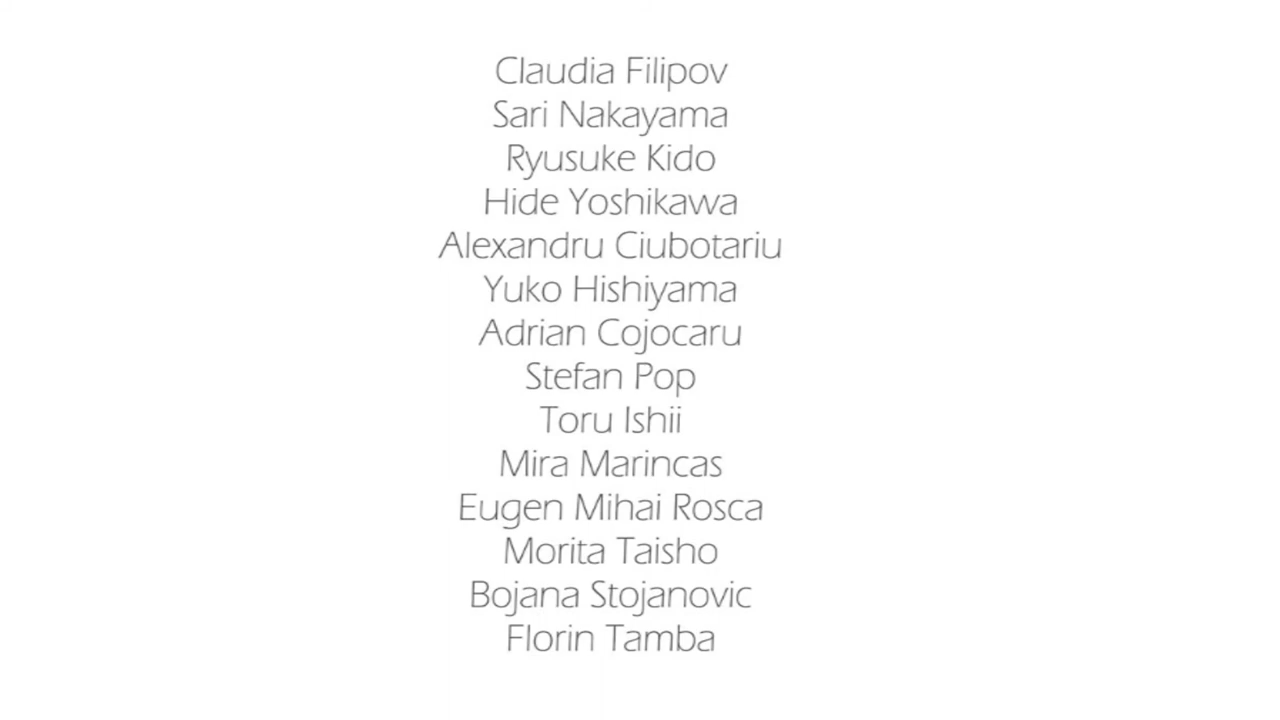 Claudia Filipov
Sari Nakayama
Ryusuke Kido
Hide Yoshikawa
Alexandru Ciubotariu
Yuko Hishiyama
Adrian Cojocaru
Stefan Pop
Toru Ishii
Mira Marincas
Eugen Mihai Rosca
Morita Taisho
Bojana Stojanovic
Florin Tamba